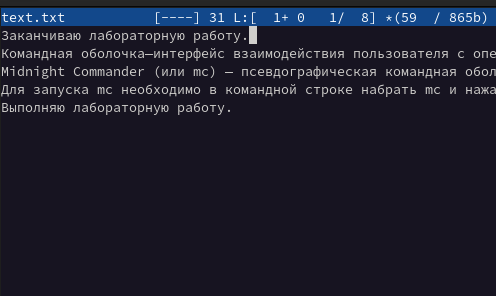 text.txt [----] 31 L:[ 1+ 0 1/ 8] *(59 / 865b)
Заканчиваю лабораторную работу.
Командная оболочка—интерфейс взаимодействия пользователя с опе
Midnight Commander (или mc) — псевдографическая командная обол
Для запуска mc необходимо в командной строке набрать mc и нажа
Выполняю лабораторную работу.